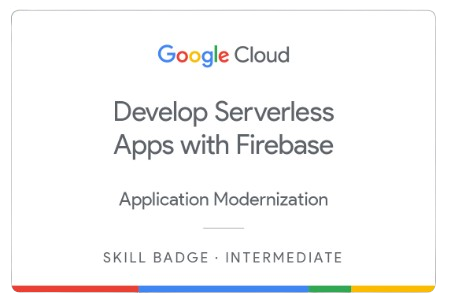 Google Cloud
Develop Serverless
Apps with Firebase
Application Modernization
SKILL BADGE · INTERMEDIATE